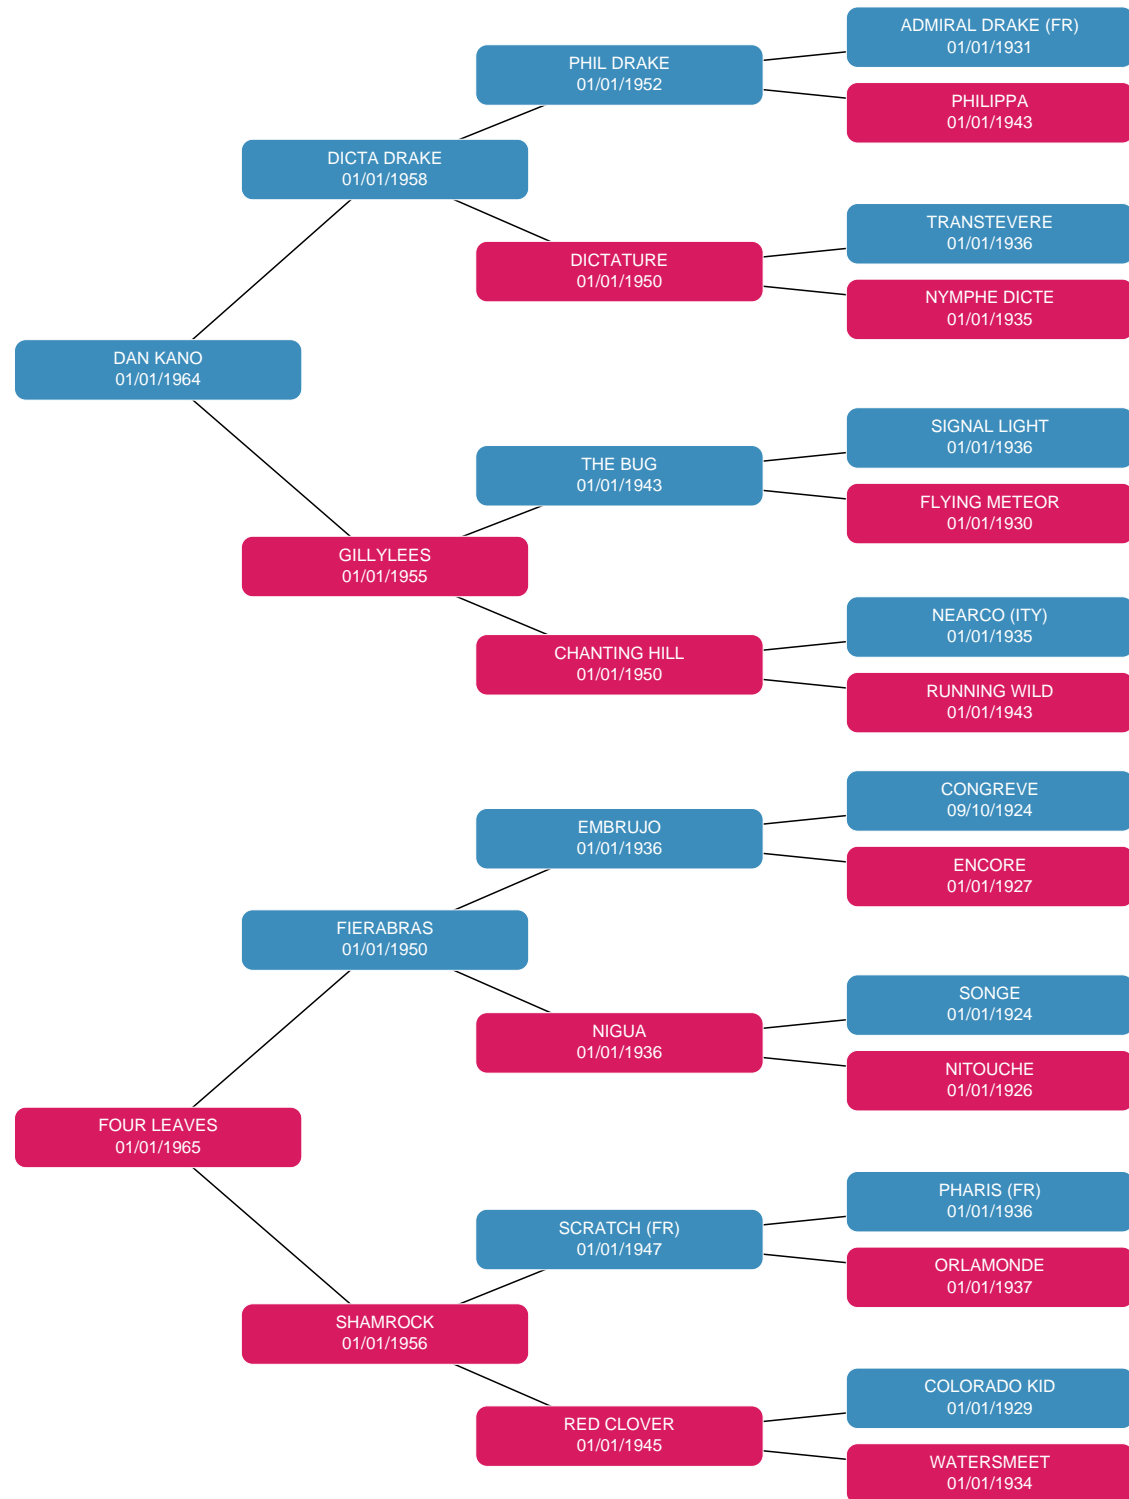 ADMIRAL DRAKE (FR)
01/01/1931
PHIL DRAKE
01/01/1952
PHILIPPA
01/01/1943
DICTA DRAKE
01/01/1958
TRANSTEVERE
01/01/1936
DICTATURE
01/01/1950
NYMPHE DICTE
01/01/1935
DAN KANO
01/01/1964
SIGNAL LIGHT
01/01/1936
THE BUG
01/01/1943
FLYING METEOR
01/01/1930
GILLYLEES
01/01/1955
NEARCO (ITY)
01/01/1935
CHANTING HILL
01/01/1950
RUNNING WILD
01/01/1943
CONGREVE
09/10/1924
EMBRUJO
01/01/1936
ENCORE
01/01/1927
FIERABRAS
01/01/1950
SONGE
01/01/1924
NIGUA
01/01/1936
NITOUCHE
01/01/1926
FOUR LEAVES
01/01/1965
PHARIS (FR)
01/01/1936
SCRATCH (FR)
01/01/1947
ORLAMONDE
01/01/1937
SHAMROCK
01/01/1956
COLORADO KID
01/01/1929
RED CLOVER
01/01/1945
WATERSMEET
01/01/1934